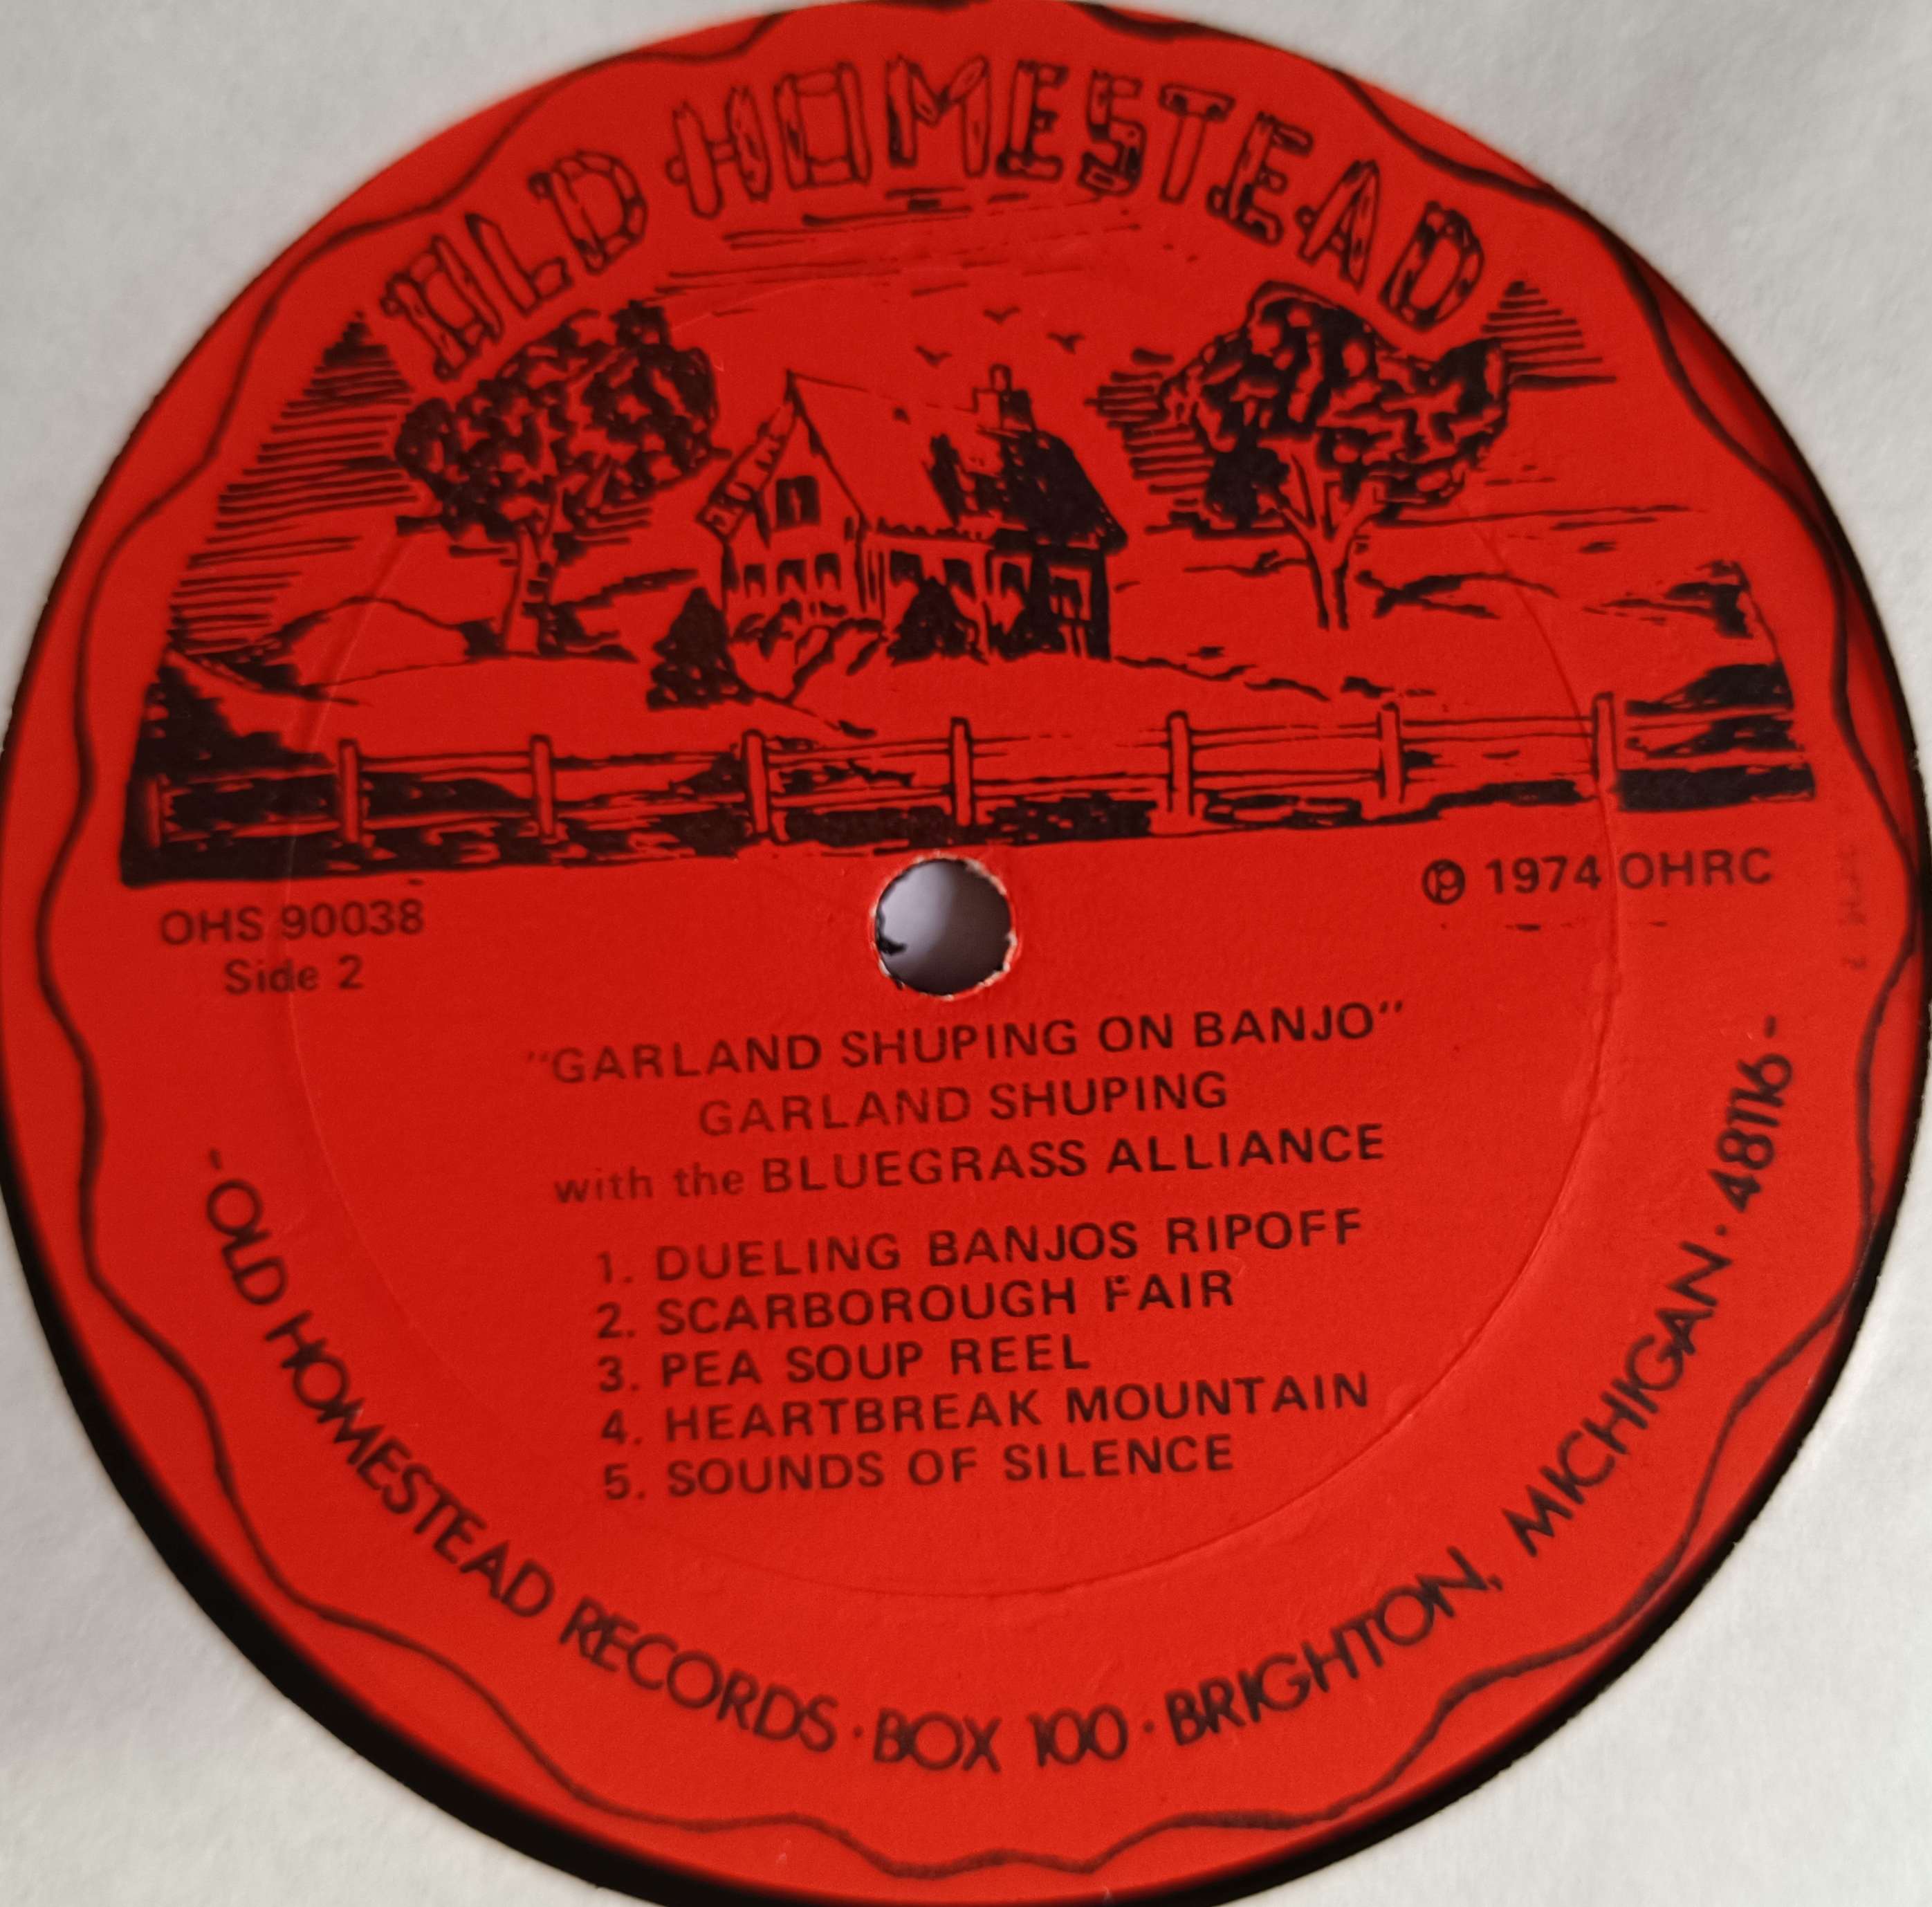 OLD HOMESTEAD
OHS 90038
Side 2
℗ 1974 OHRC
"GARLAND SHUPING ON BANJO"
GARLAND SHUPING
with the BLUEGRASS ALLIANCE
1. DUELING BANJOS RIPOFF
2. SCARBOROUGH FAIR
3. PEA SOUP REEL
4. HEARTBREAK MOUNTAIN
5. SOUNDS OF SILENCE
-OLD HOMESTEAD RECORDS · BOX 100 · BRIGHTON, MICHIGAN · 48116-